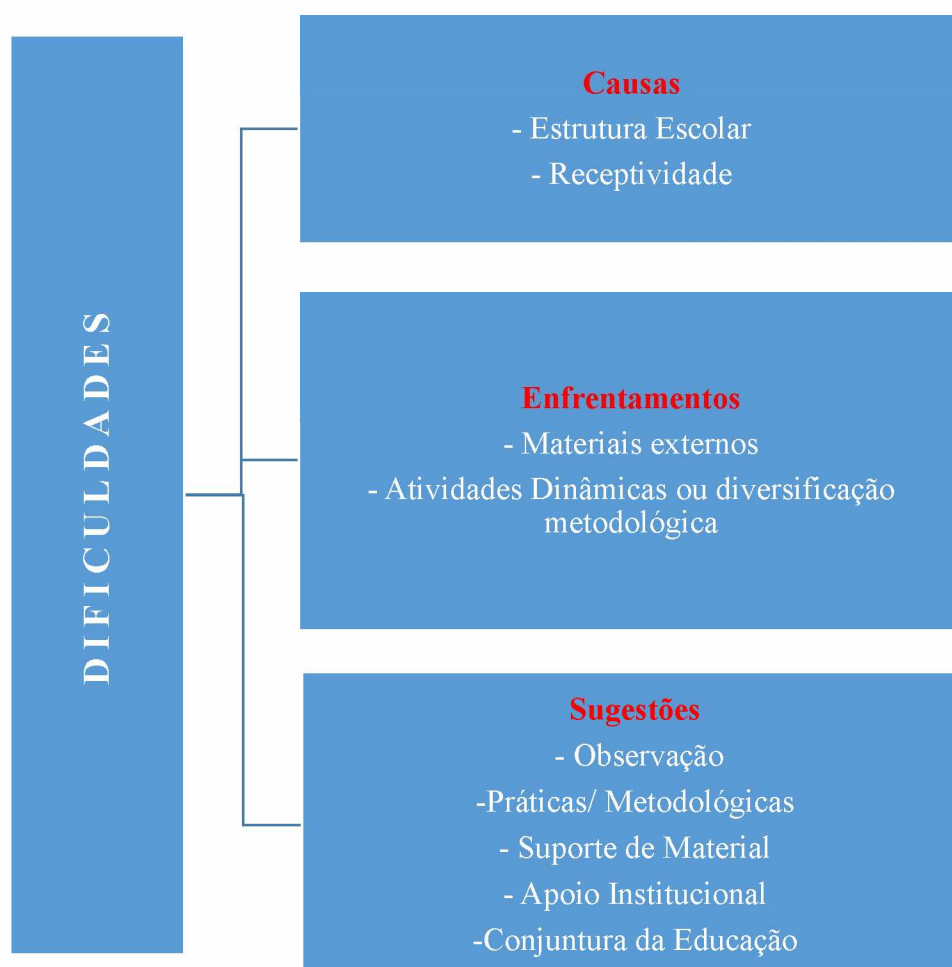 DIFICULDADES
Causas
- Estrutura Escolar
- Receptividade
Enfrentamentos
- Materiais externos
- Atividades Dinâmicas ou diversificação
metodológica
Sugestões
- Observação
-Práticas/ Metodológicas
- Suporte de Material
- Apoio Institucional
-Conjuntura da Educação